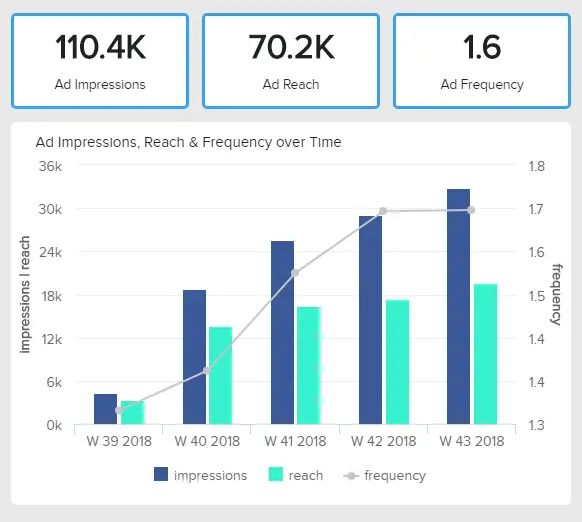 110.4K 70.2K 1.6
Ad Impressions Ad Reach Ad Frequency
Ad Impressions, Reach & Frequency over Time
36k 1.8
30k 1.7
24k 1.6
18k 1.5
12k 1.4
6k 1.4
0k 1.3
impressions | reach
frequency
W 39 2018 W 40 2018 W 41 2018 W 42 2018 W 43 2018
impressions reach frequency